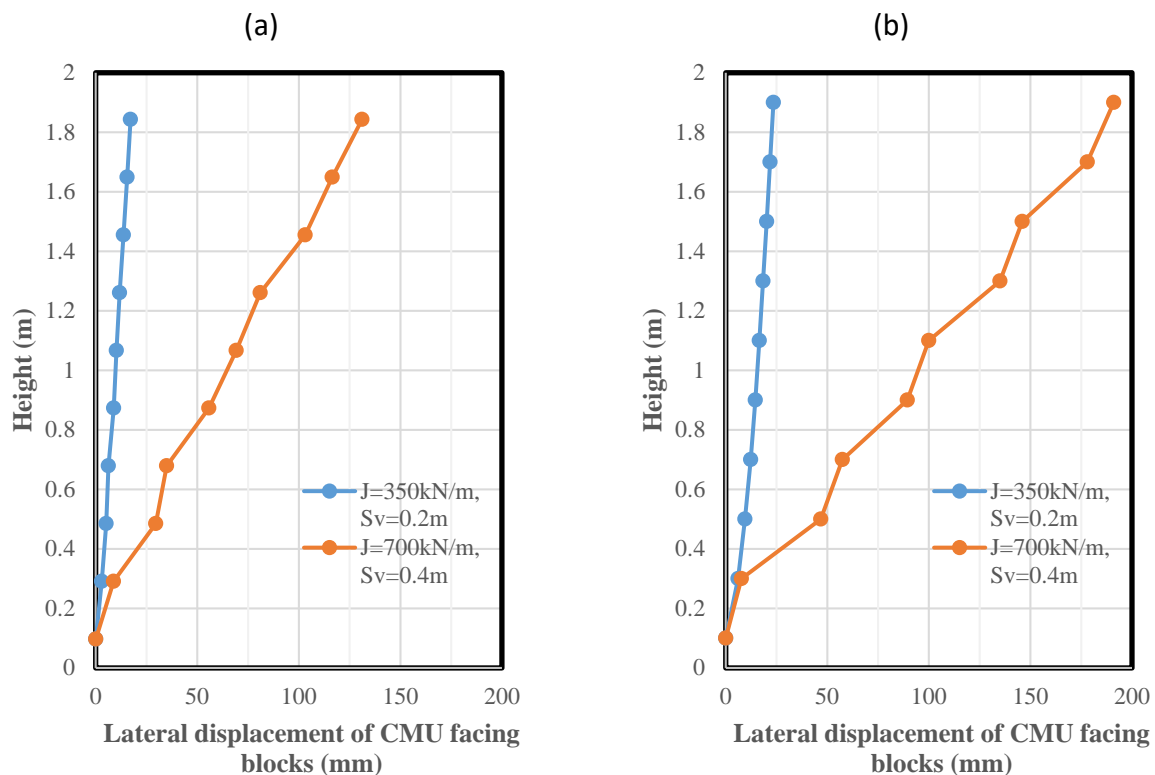 (a)
2
1.8
1.6
1.4
1.2
1
0.8
0.6
0.4
0.2
0
Height (m)
J=350kN/m,
Sv=0.2m
J=700kN/m,
Sv=0.4m
0 50 100 150 200
Lateral displacement of CMU facing
blocks (mm)
(b)
2
1.8
1.6
1.4
1.2
1
0.8
0.6
0.4
0.2
0
Height (m)
J=350kN/m,
Sv=0.2m
J=700kN/m,
Sv=0.4m
0 50 100 150 200
Lateral displacement of CMU facing
blocks (mm)